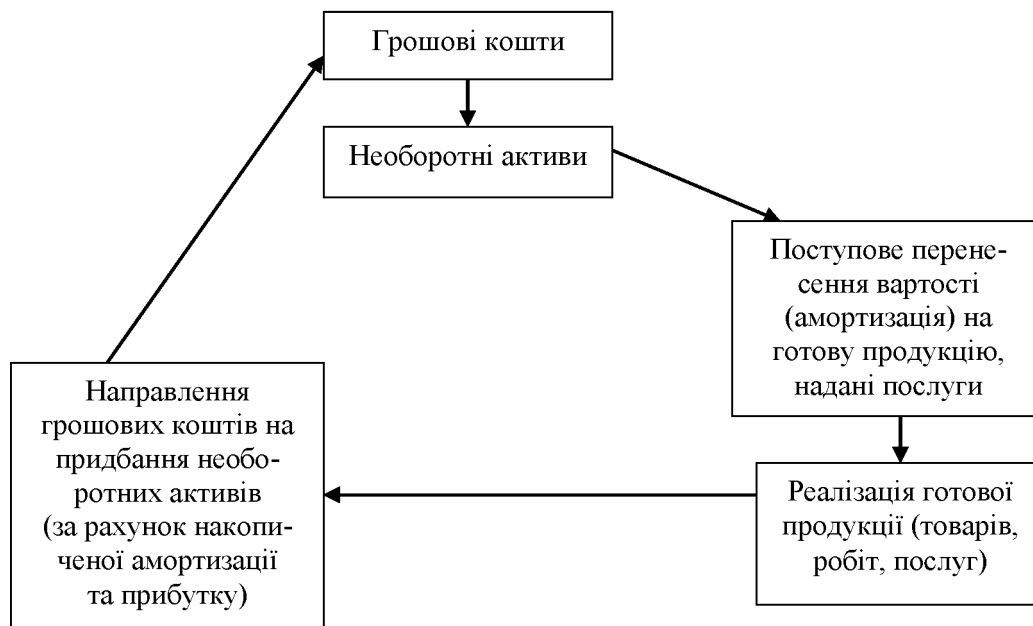 Грошові кошти
Необоротні активи
Поступове перене-
сення вартості
(амортизація) на
готову продукцію,
надані послуги
Реалізація готової
продукції (товарів,
робіт, послуг)
Направлення
грошових коштів на
придбання необо-
ротних активів
(за рахунок накопи-
ченої амортизації
та прибутку)